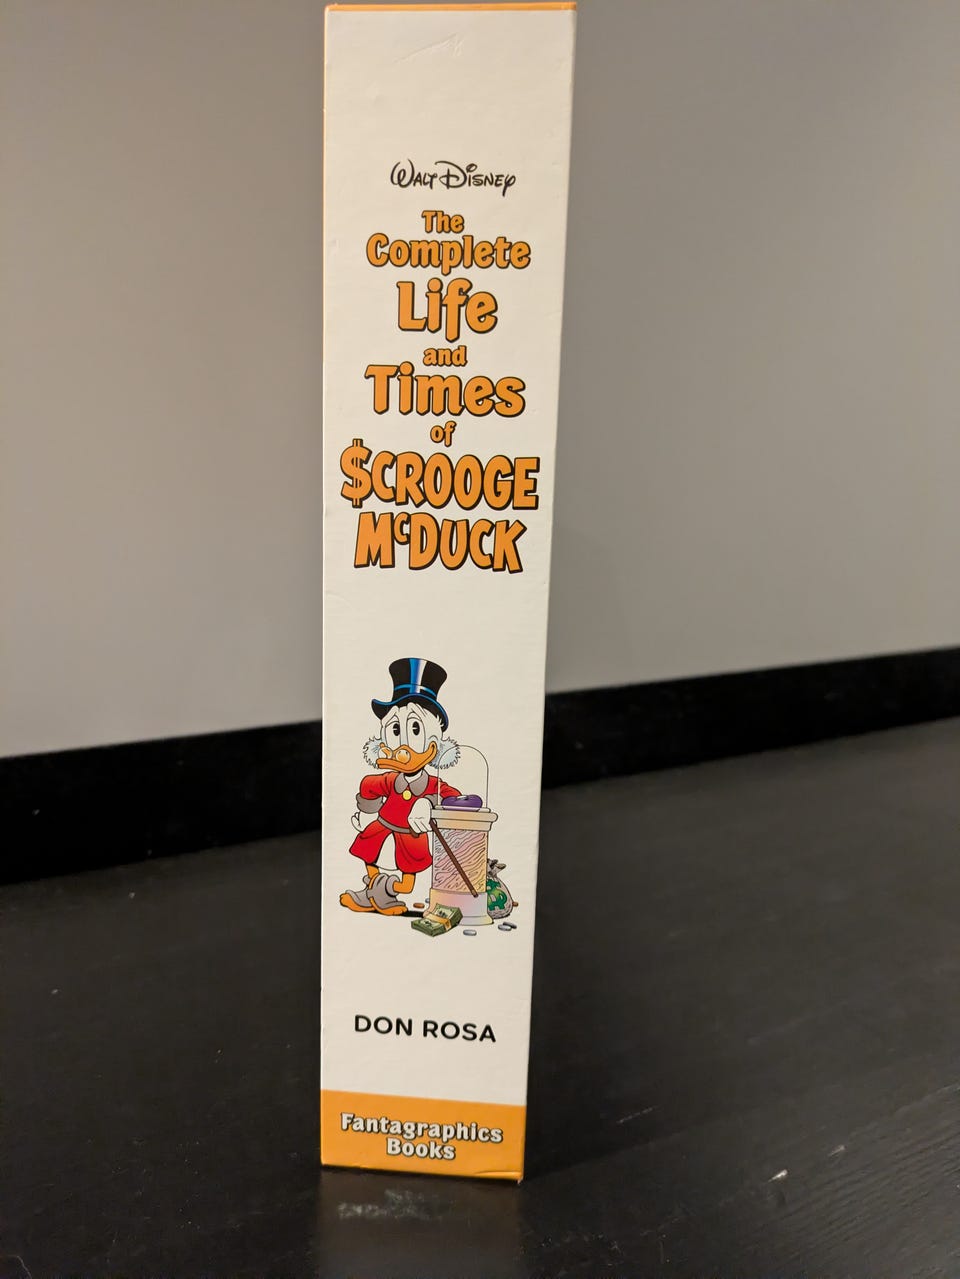 Walt Disney
The
Complete
Life
and
Times
of
$CROOGE
McDUCK
DON ROSA
Fantagraphics
Books